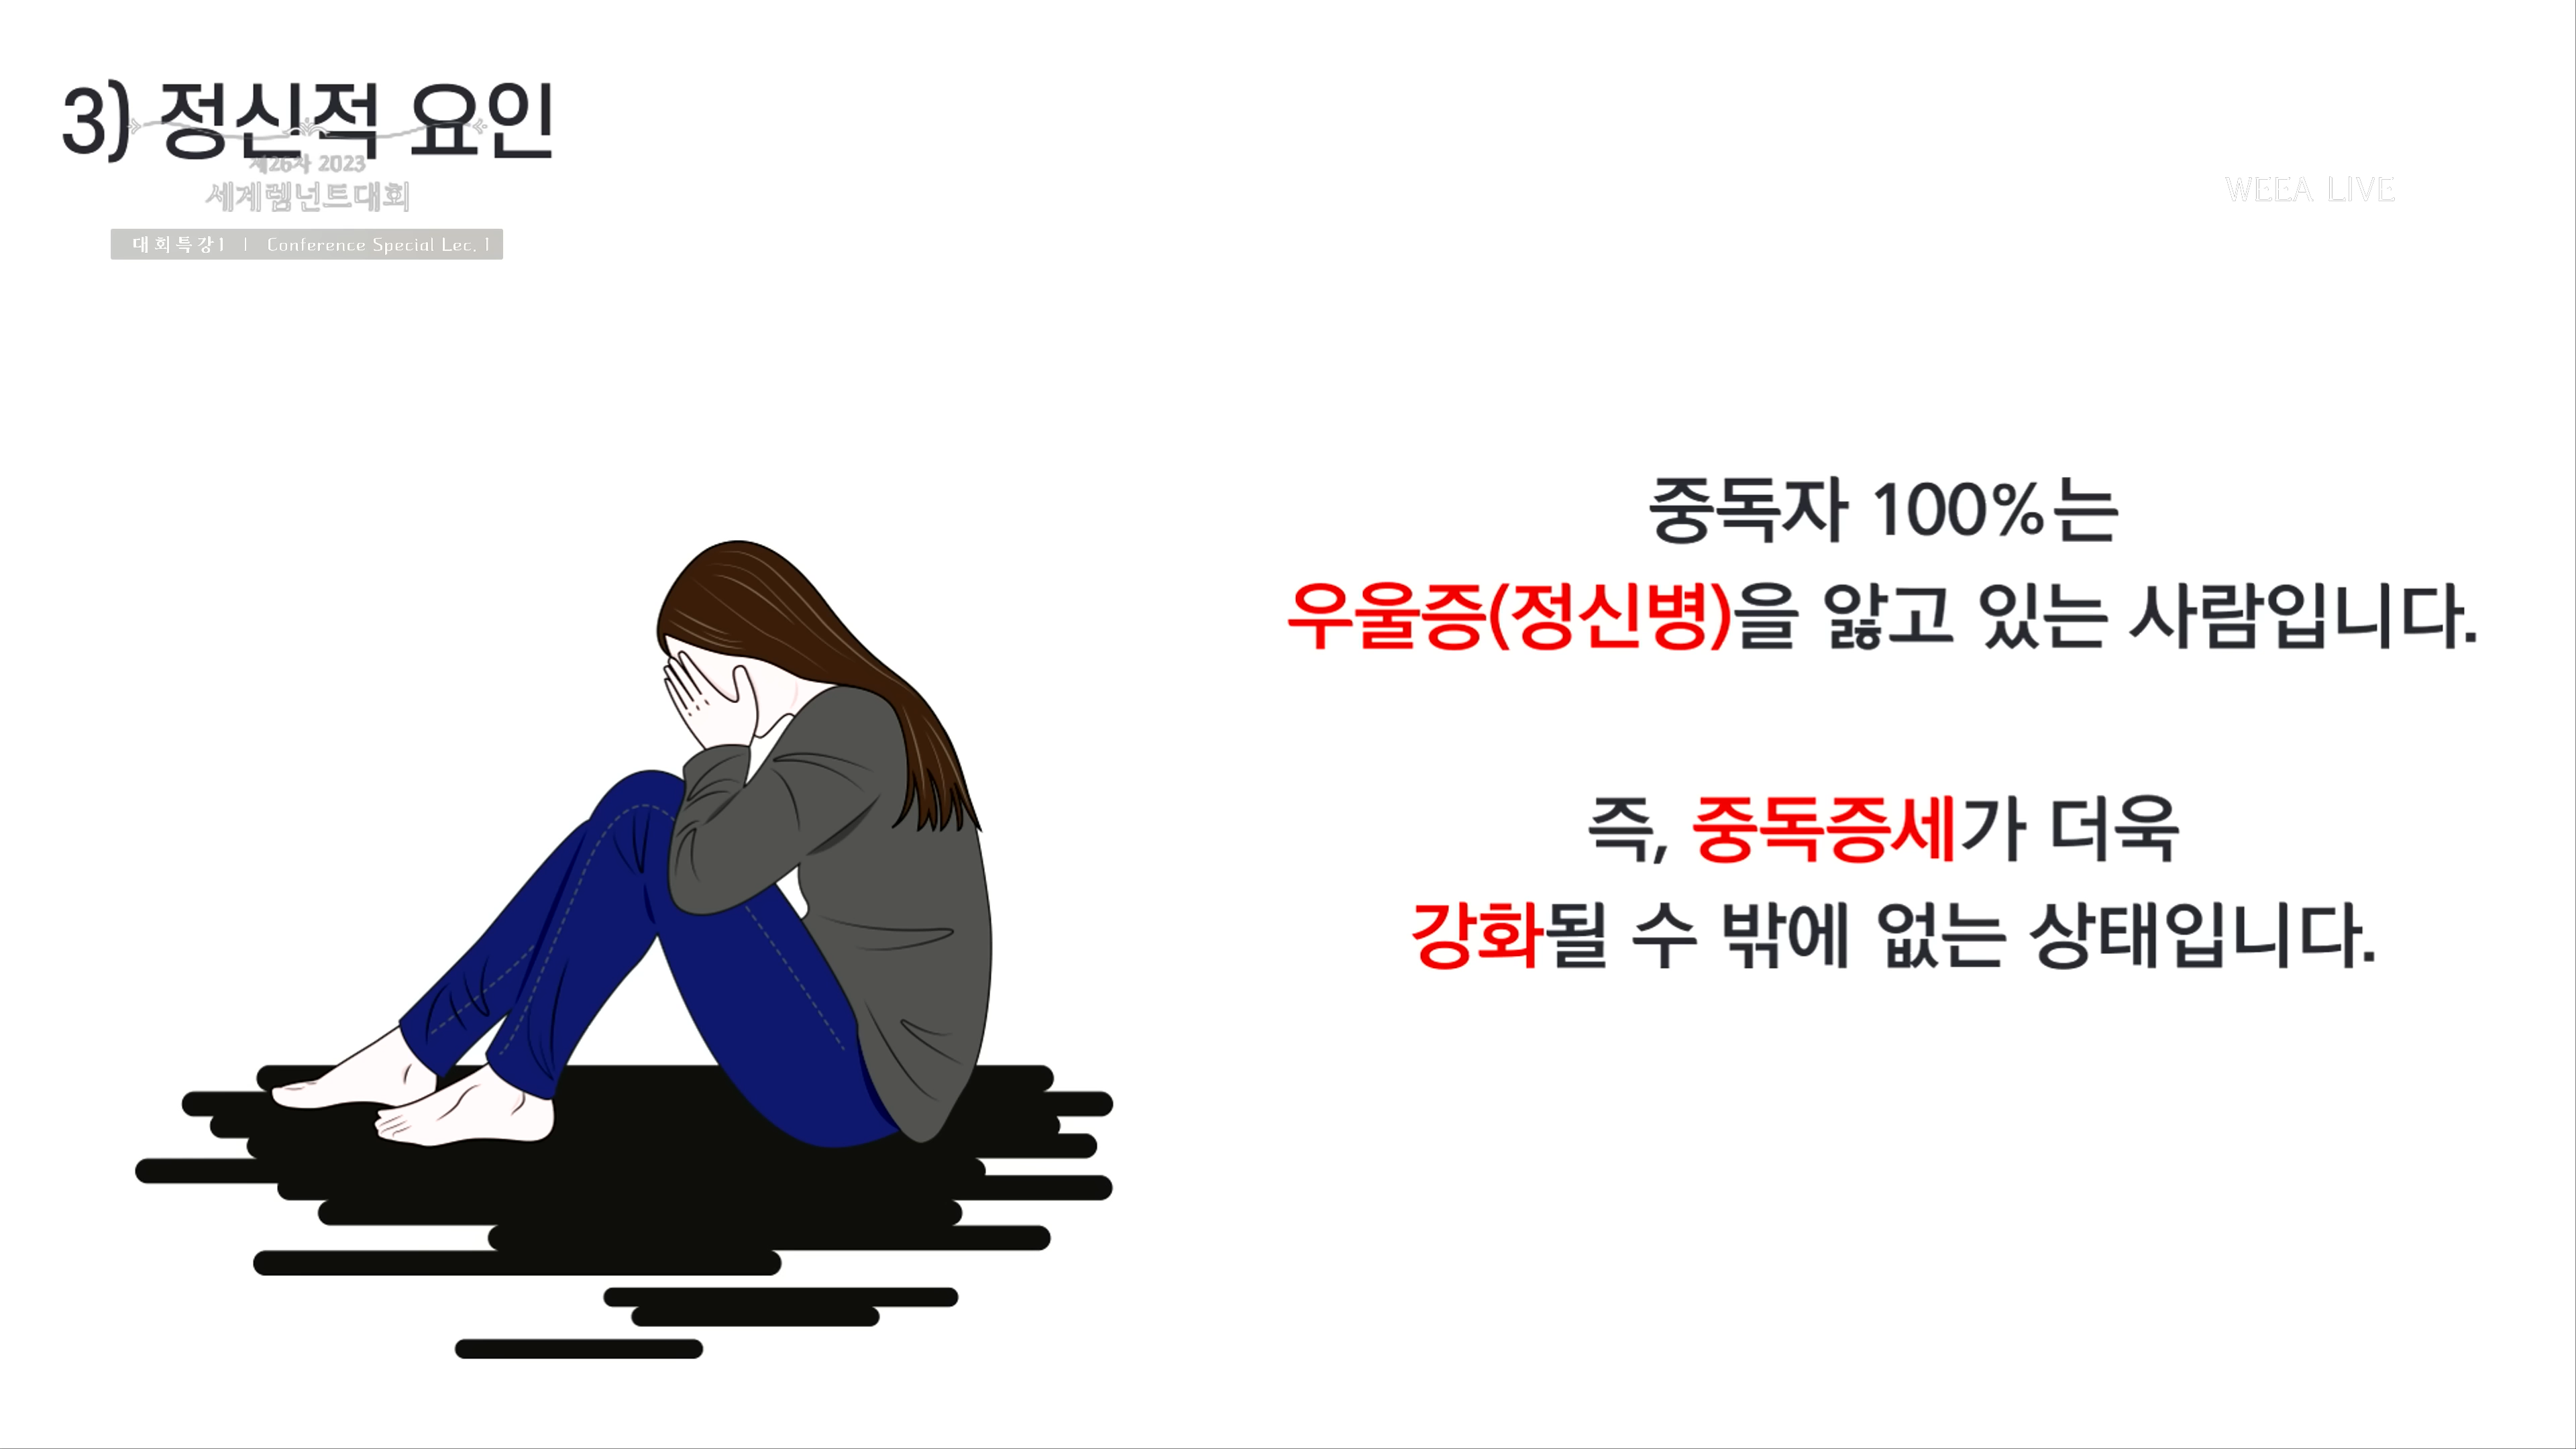 3) 정신적 요인
제26차 2023
세계렘넌트대회
대회특강1 | Conference Special Lec. 1
WEEA LIVE
중독자 100%는
우울증(정신병)을 앓고 있는 사람입니다.
즉, 중독증세가 더욱
강화될 수 밖에 없는 상태입니다.